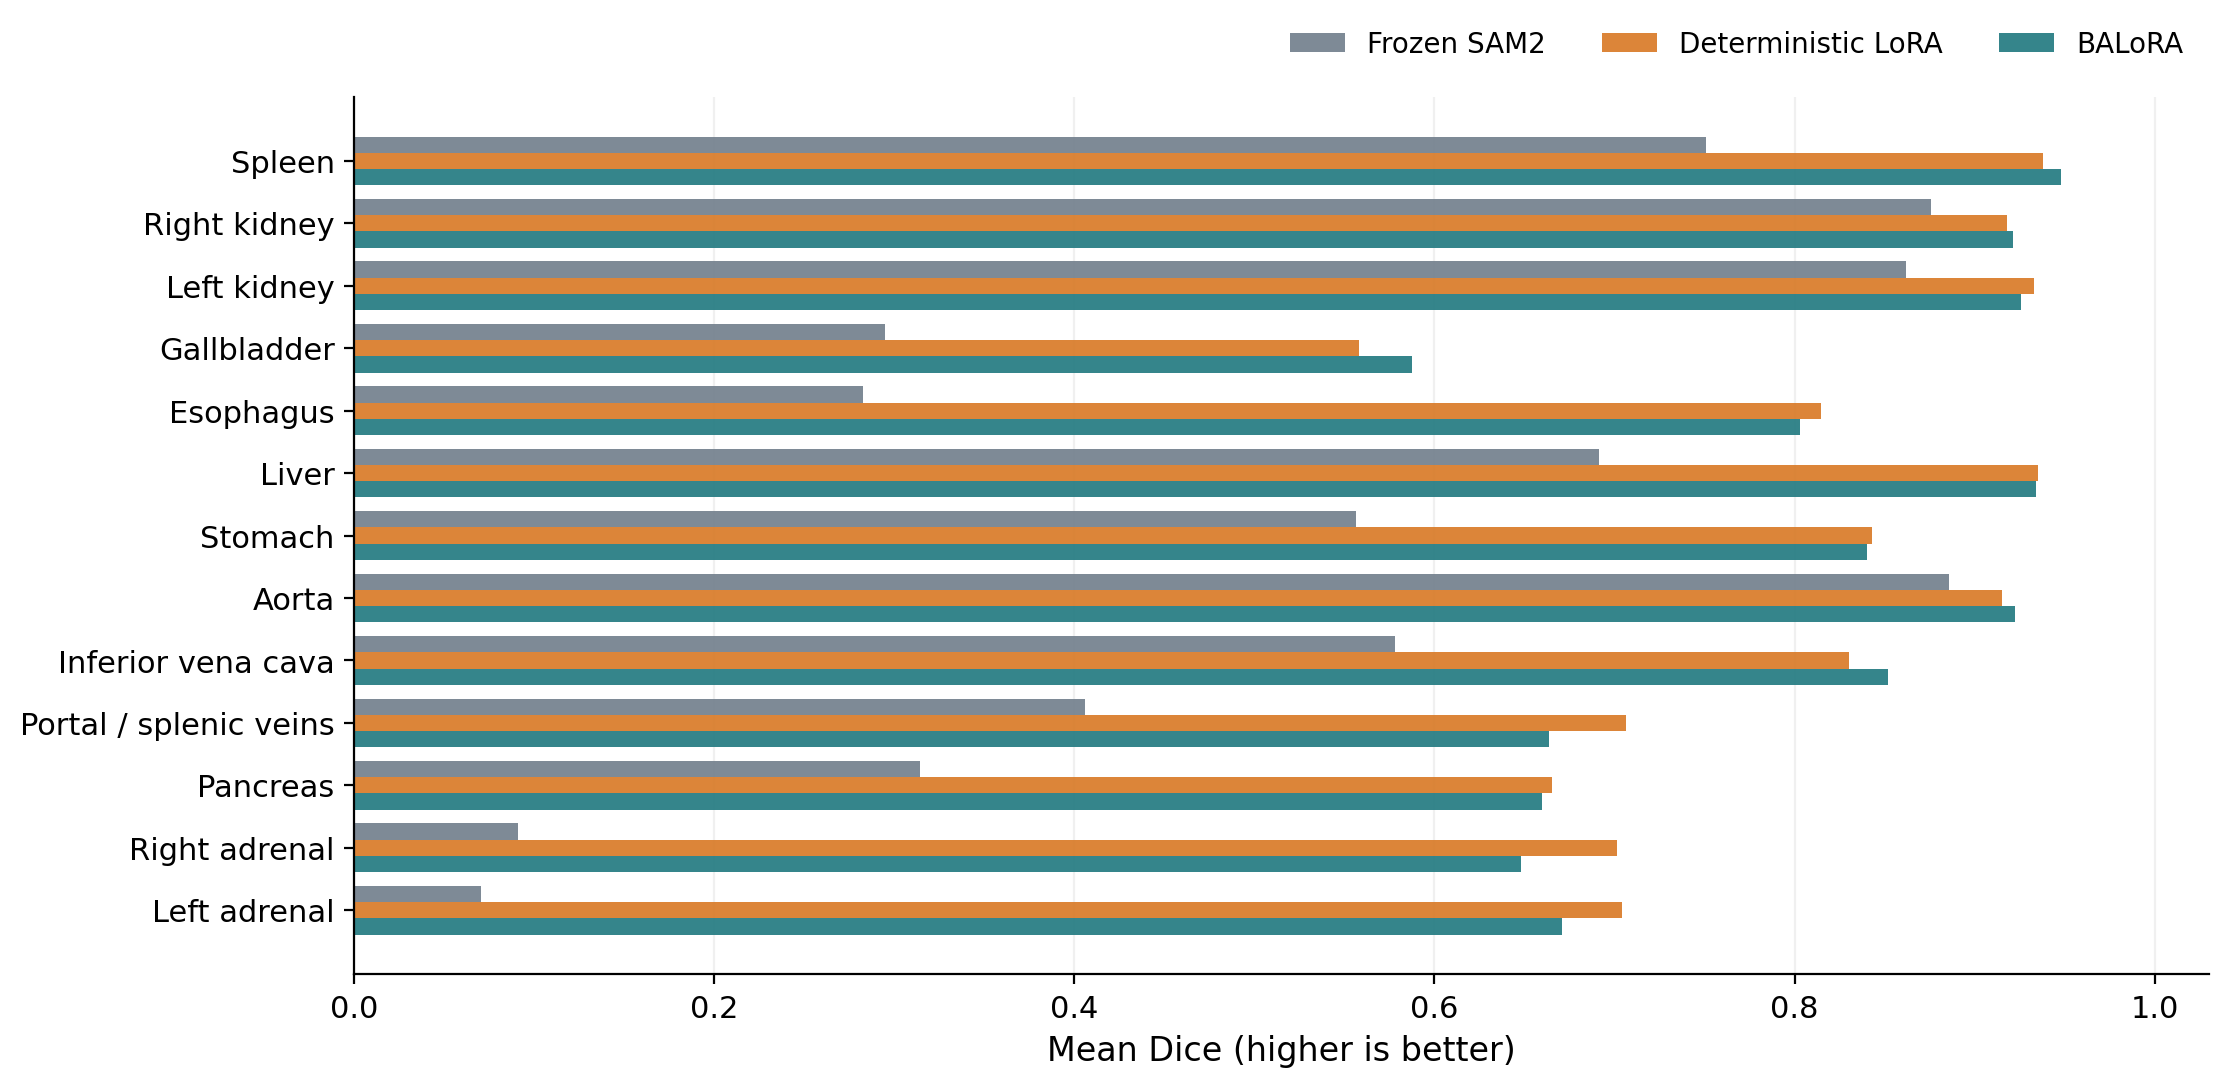 Frozen SAM2 Deterministic LoRA BALoRA
Spleen
Right kidney
Left kidney
Gallbladder
Esophagus
Liver
Stomach
Aorta
Inferior vena cava
Portal / splenic veins
Pancreas
Right adrenal
Left adrenal
0.0 0.2 0.4 0.6 0.8 1.0
Mean Dice (higher is better)